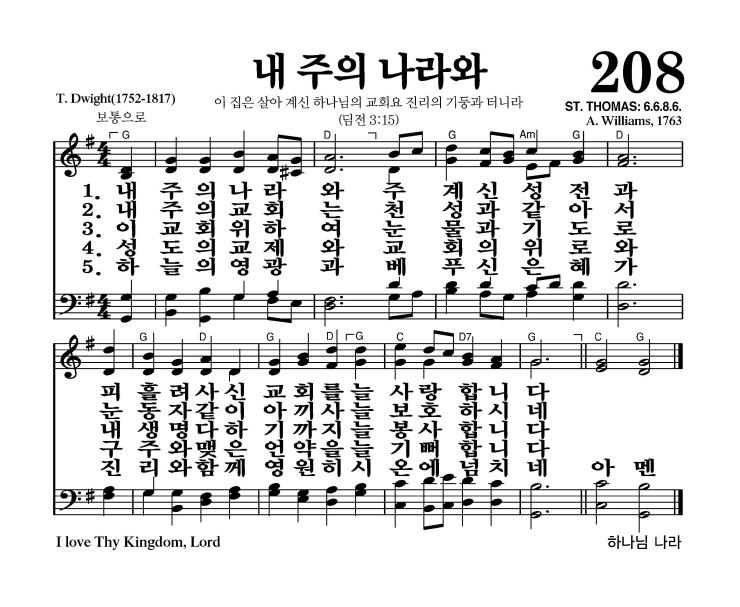 내 주의 나라와
208
T. Dwight(1752-1817)
이 집은 살아 계신 하나님의 교회요 진리의 기둥과 터니라
ST. THOMAS: 6.6.8.6.
보통으로
(딤전 3:15)
A. Williams, 1763
G G D G Am G D
1. 내 주의나라 와 주 계신성전과
2. 내 주의교회 는 천 성과같아서
3. 이 교회위하 여 눈 물과기도로
4. 성 도의교제 와 교 회의위로와
5. 하 늘의영광 과 베 푸신은혜가
G D G D G C D7 G C G
피 흘려사신 교회를늘 사랑 합니다
눈 동자같이 아끼사늘 보호 하시네
내 생명다하 기까지늘 봉사 합니다
구 주와맺은 언약을늘 기뻐 합니다
진 리와함께 영원히시 온에넘치네 아멘
I love Thy Kingdom, Lord
하나님 나라